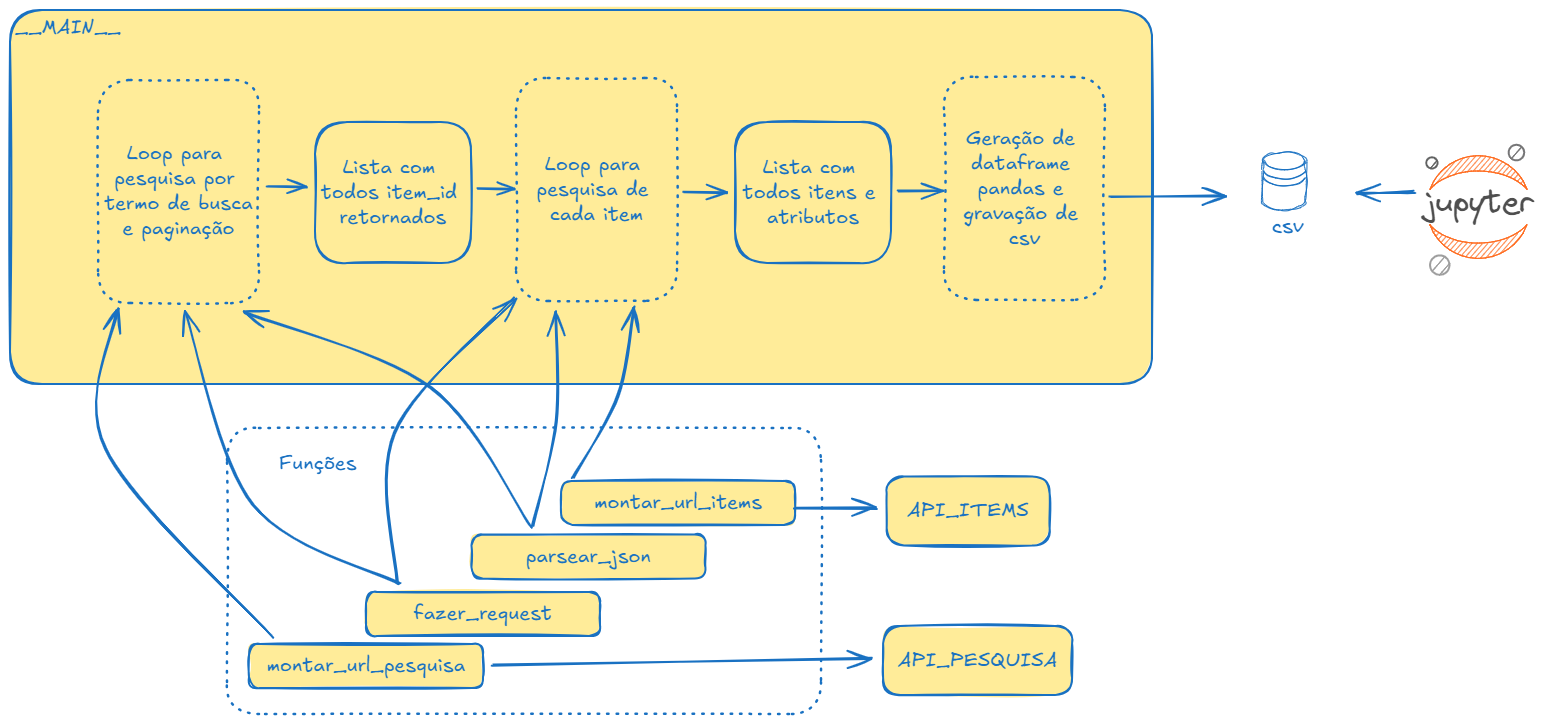 __MAIN__
Loop para
pesquisa por
termo de busca
e paginação
Lista com
todos item_id
retornados
Loop para
pesquisa de
cada item
Lista com
todos itens e
atributos
Geração de
dataframe
pandas e
gravação de
csv
csv
jupyter
Funções
montar_url_items
parsear_json
fazer_request
montar_url_pesquisa
API_ITEMS
API_PESQUISA